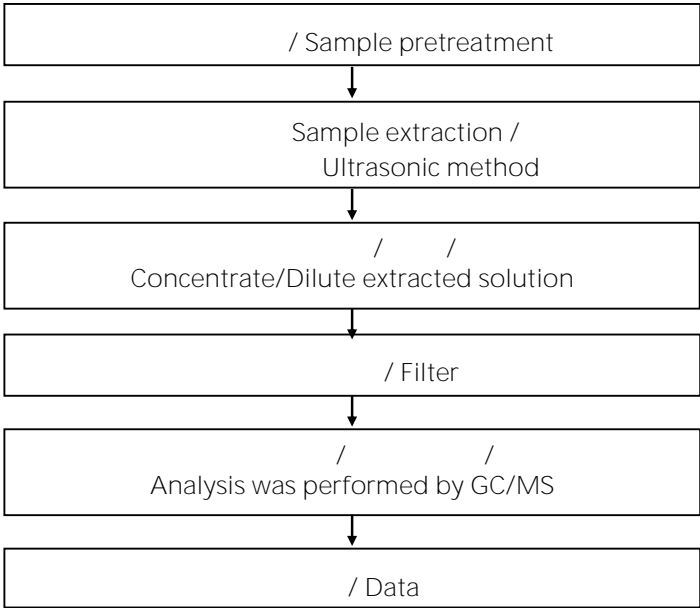 / Sample pretreatment
Sample extraction /
Ultrasonic method
/ / /
Concentrate/Dilute extracted solution
/ Filter
/ /
Analysis was performed by GC/MS
/ Data